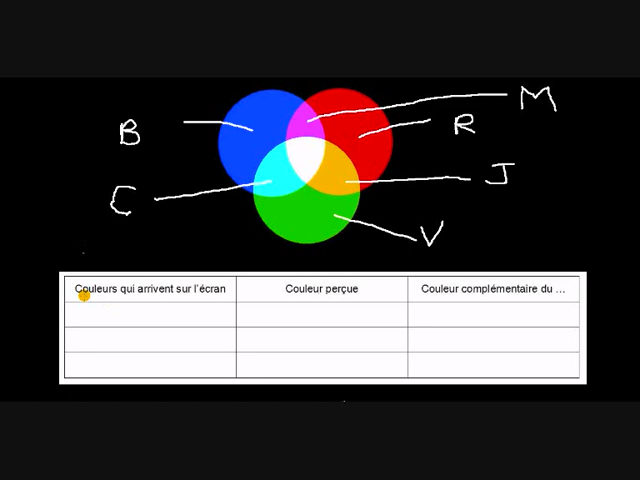 M
B
R
J
C
V
Couleurs qui arrivent sur l'écran
Couleur perçue
Couleur complémentaire du ...